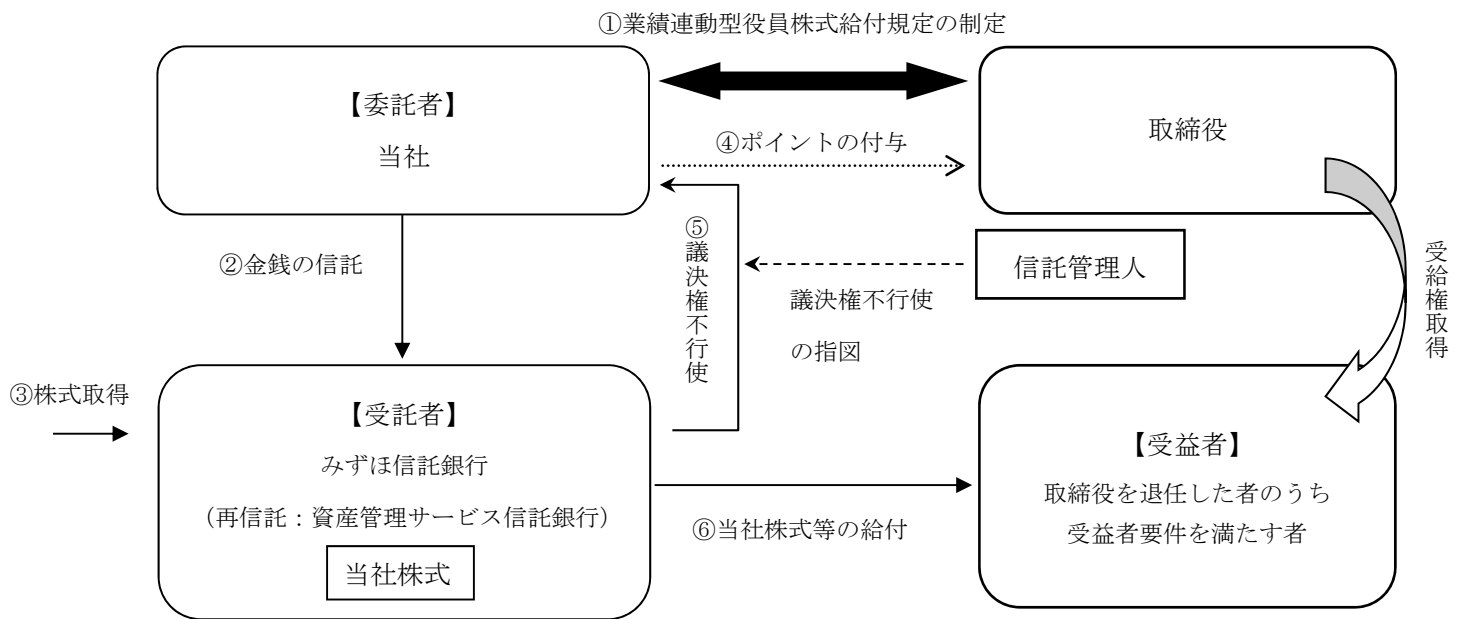 ①業績連動型役員株式給付規定の制定
【委託者】
当社
取締役
④ポイントの付与
②金銭の信託
⑤議決権不行使
信託管理人
議決権不行使
の指図
受給権取得
③株式取得
【受託者】
みずほ信託銀行
(再信託:資産管理サービス信託銀行)
当社株式
⑥当社株式等の給付
【受益者】
取締役を退任した者のうち
受益者要件を満たす者